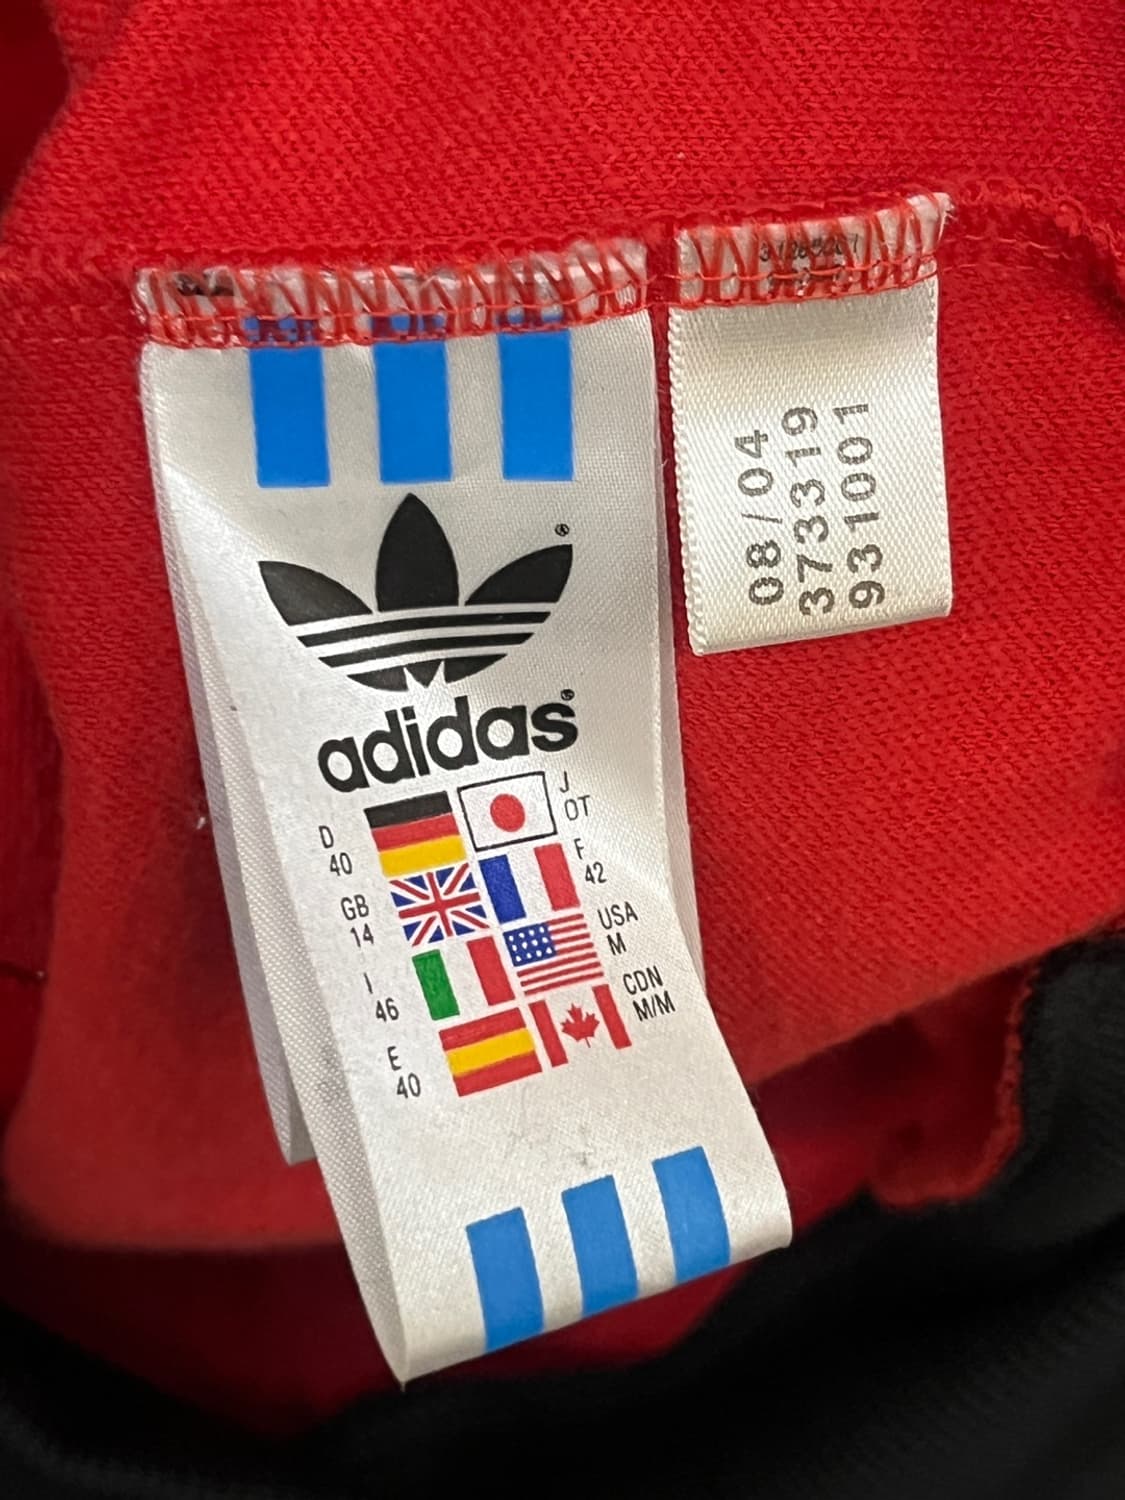 ®
adidas®
D
40
J
OT
GB
14
F
42
I
46
USA
M
E
40
CDN
M/M
08/04
373319
931001